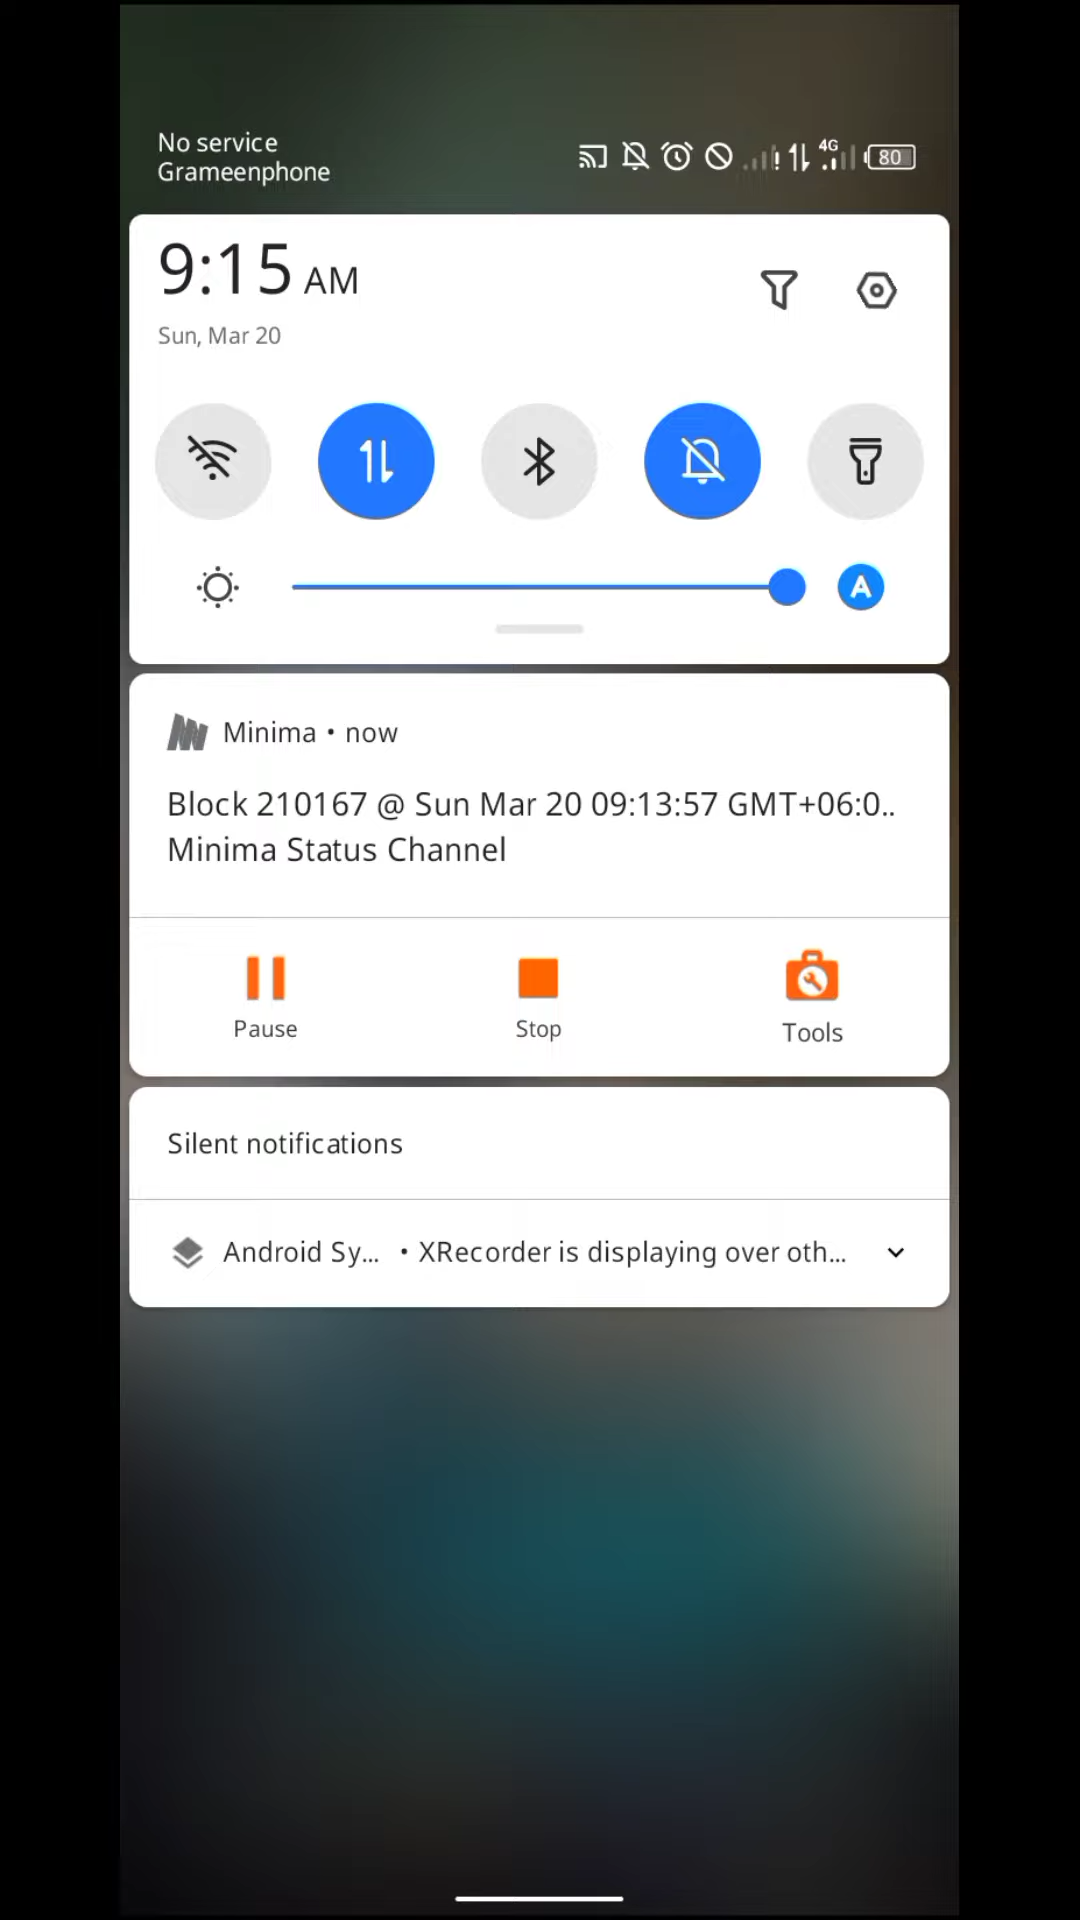 No service
Grameenphone
4G
80
9:15 AM
Sun, Mar 20
A
Minima • now
Block 210167 @ Sun Mar 20 09:13:57 GMT+06:0..
Minima Status Channel
Pause
Stop
Tools
Silent notifications
Android Sy... • XRecorder is displaying over oth...